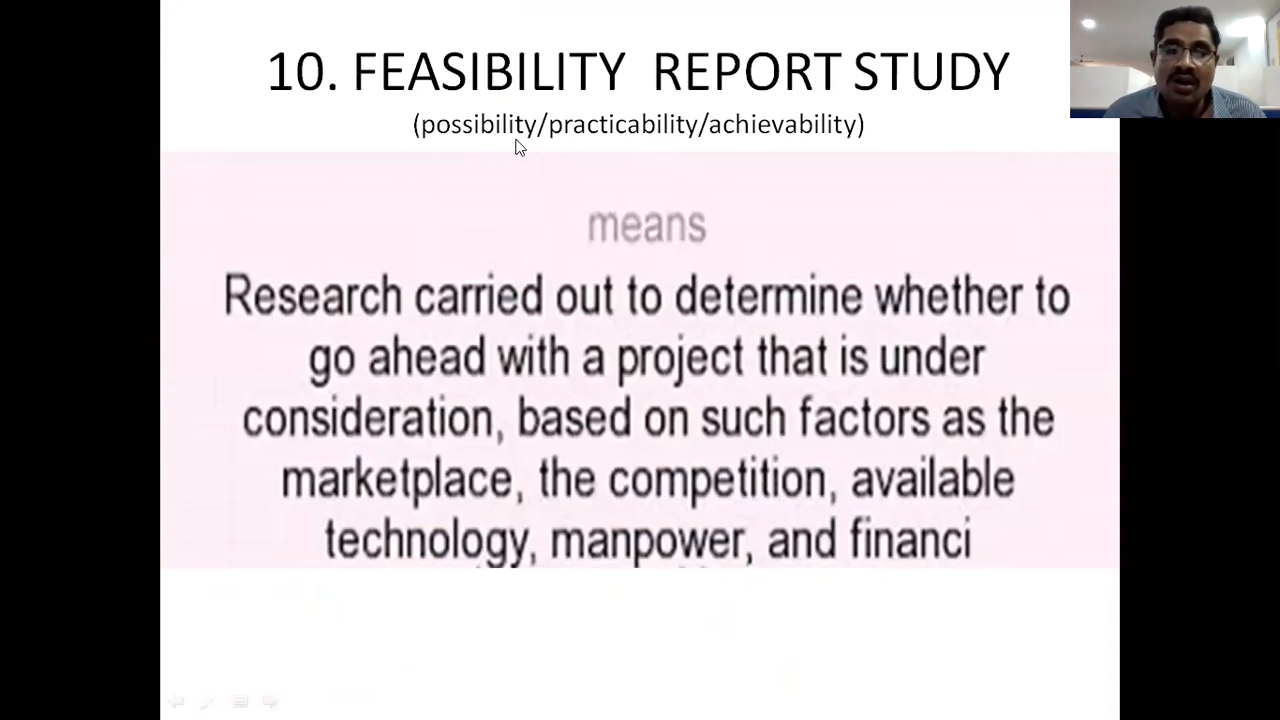 10. FEASIBILITY REPORT STUDY
(possibility/practicability/achievability)
means
Research carried out to determine whether to
go ahead with a project that is under
consideration, based on such factors as the
marketplace, the competition, available
technology, manpower, and financi